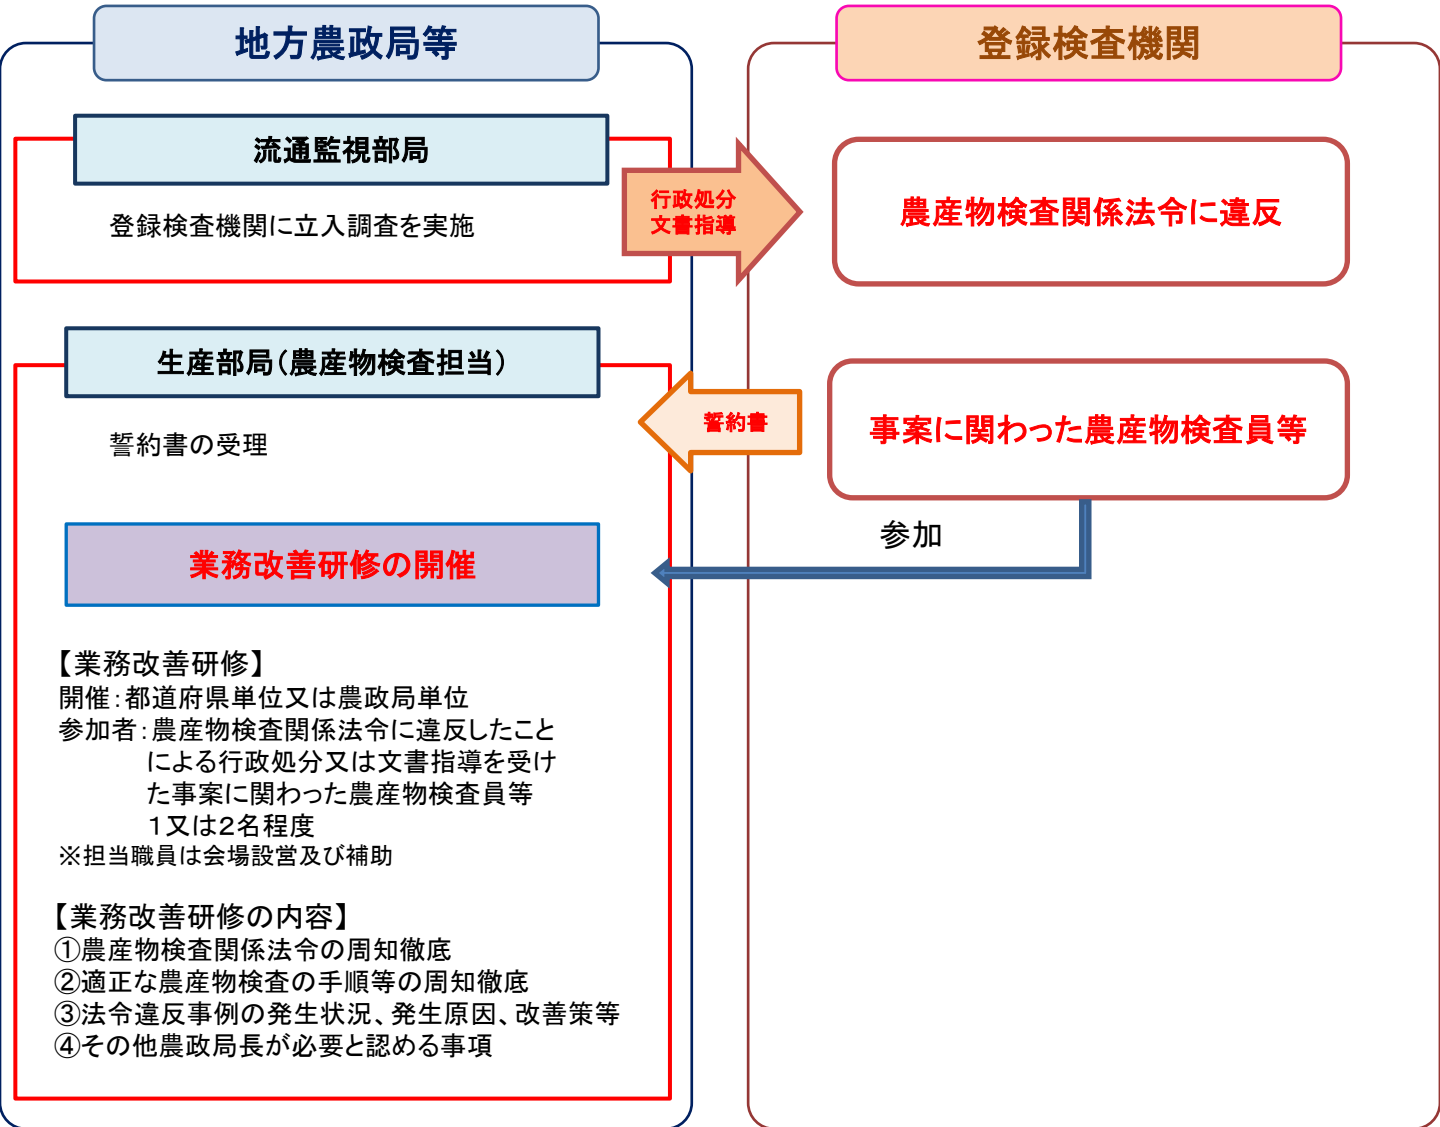 地方農政局等
登録検査機関
流通監視部局
登録検査機関に立入調査を実施
行政処分
文書指導
農産物検査関係法令に違反
生産部局（農産物検査担当）
誓約書の受理
誓約書
事案に関わった農産物検査員等
参加
業務改善研修の開催
【業務改善研修】
開催：都道府県単位又は農政局単位
参加者：農産物検査関係法令に違反したこと
による行政処分又は文書指導を受け
た事案に関わった農産物検査員等
１又は２名程度
※担当職員は会場設営及び補助
【業務改善研修の内容】
①農産物検査関係法令の周知徹底
②適正な農産物検査の手順等の周知徹底
③法令違反事例の発生状況、発生原因、改善策等
④その他農政局長が必要と認める事項